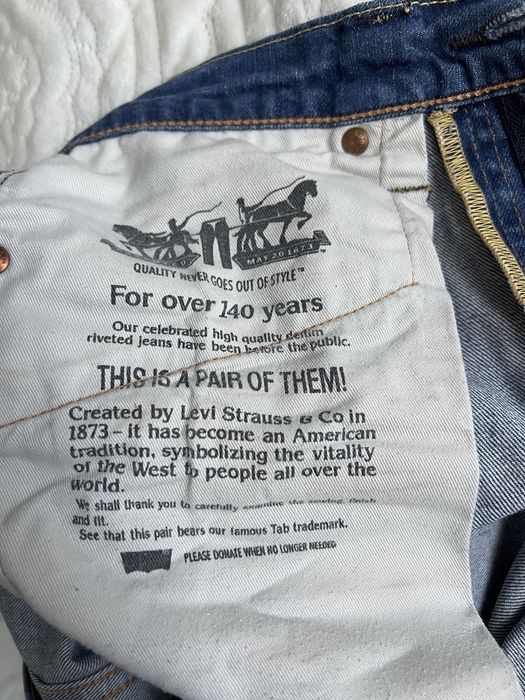 MAY 20 1873
QUALITY NEVER GOES OUT OF STYLE™
For over 140 years
Our celebrated high quality denim
riveted jeans have been before the public.
THIS IS A PAIR OF THEM!
Created by Levi Strauss & Co in
1873 – it has become an American
tradition, symbolizing the vitality
of the West to people all over the
world.
We shall thank you to carefully examine the sewing, finish
and fit.
See that this pair bears our famous Tab trademark.
PLEASE DONATE WHEN NO LONGER NEEDED